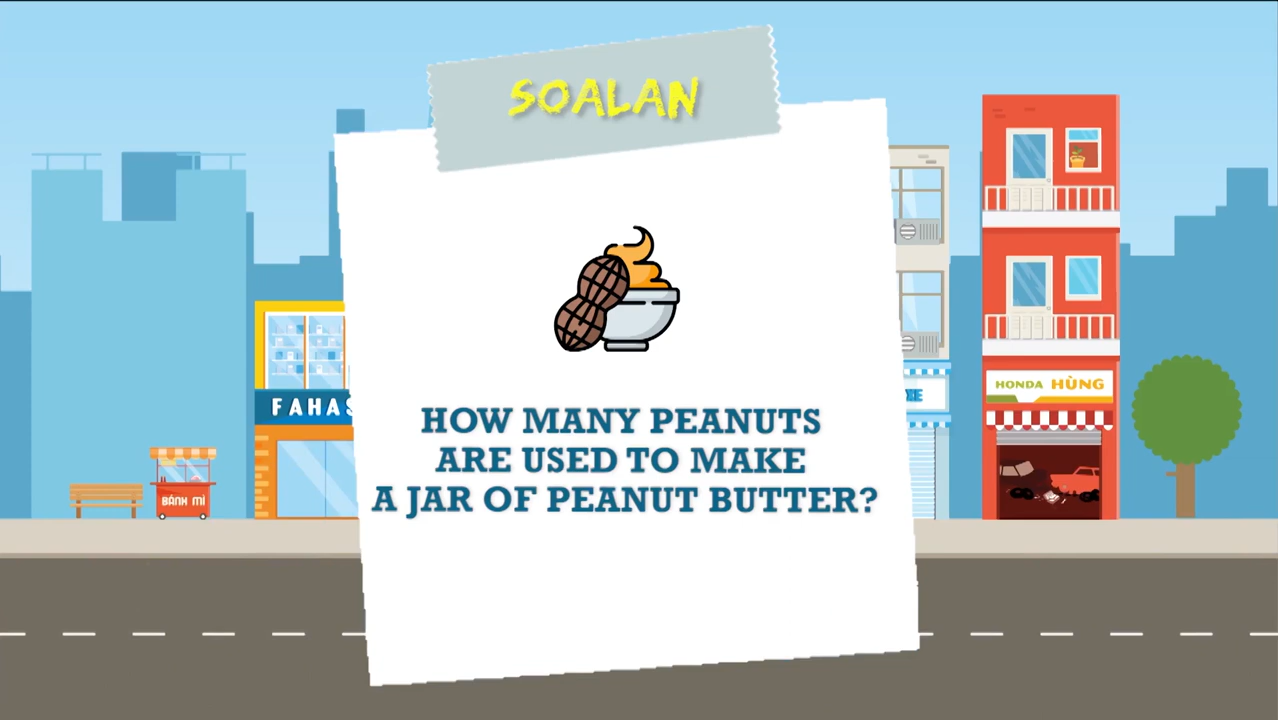 SOALAN
HOW MANY PEANUTS
ARE USED TO MAKE
A JAR OF PEANUT BUTTER?
FAHAS
BÁNH MÌ
HONDA HÙNG